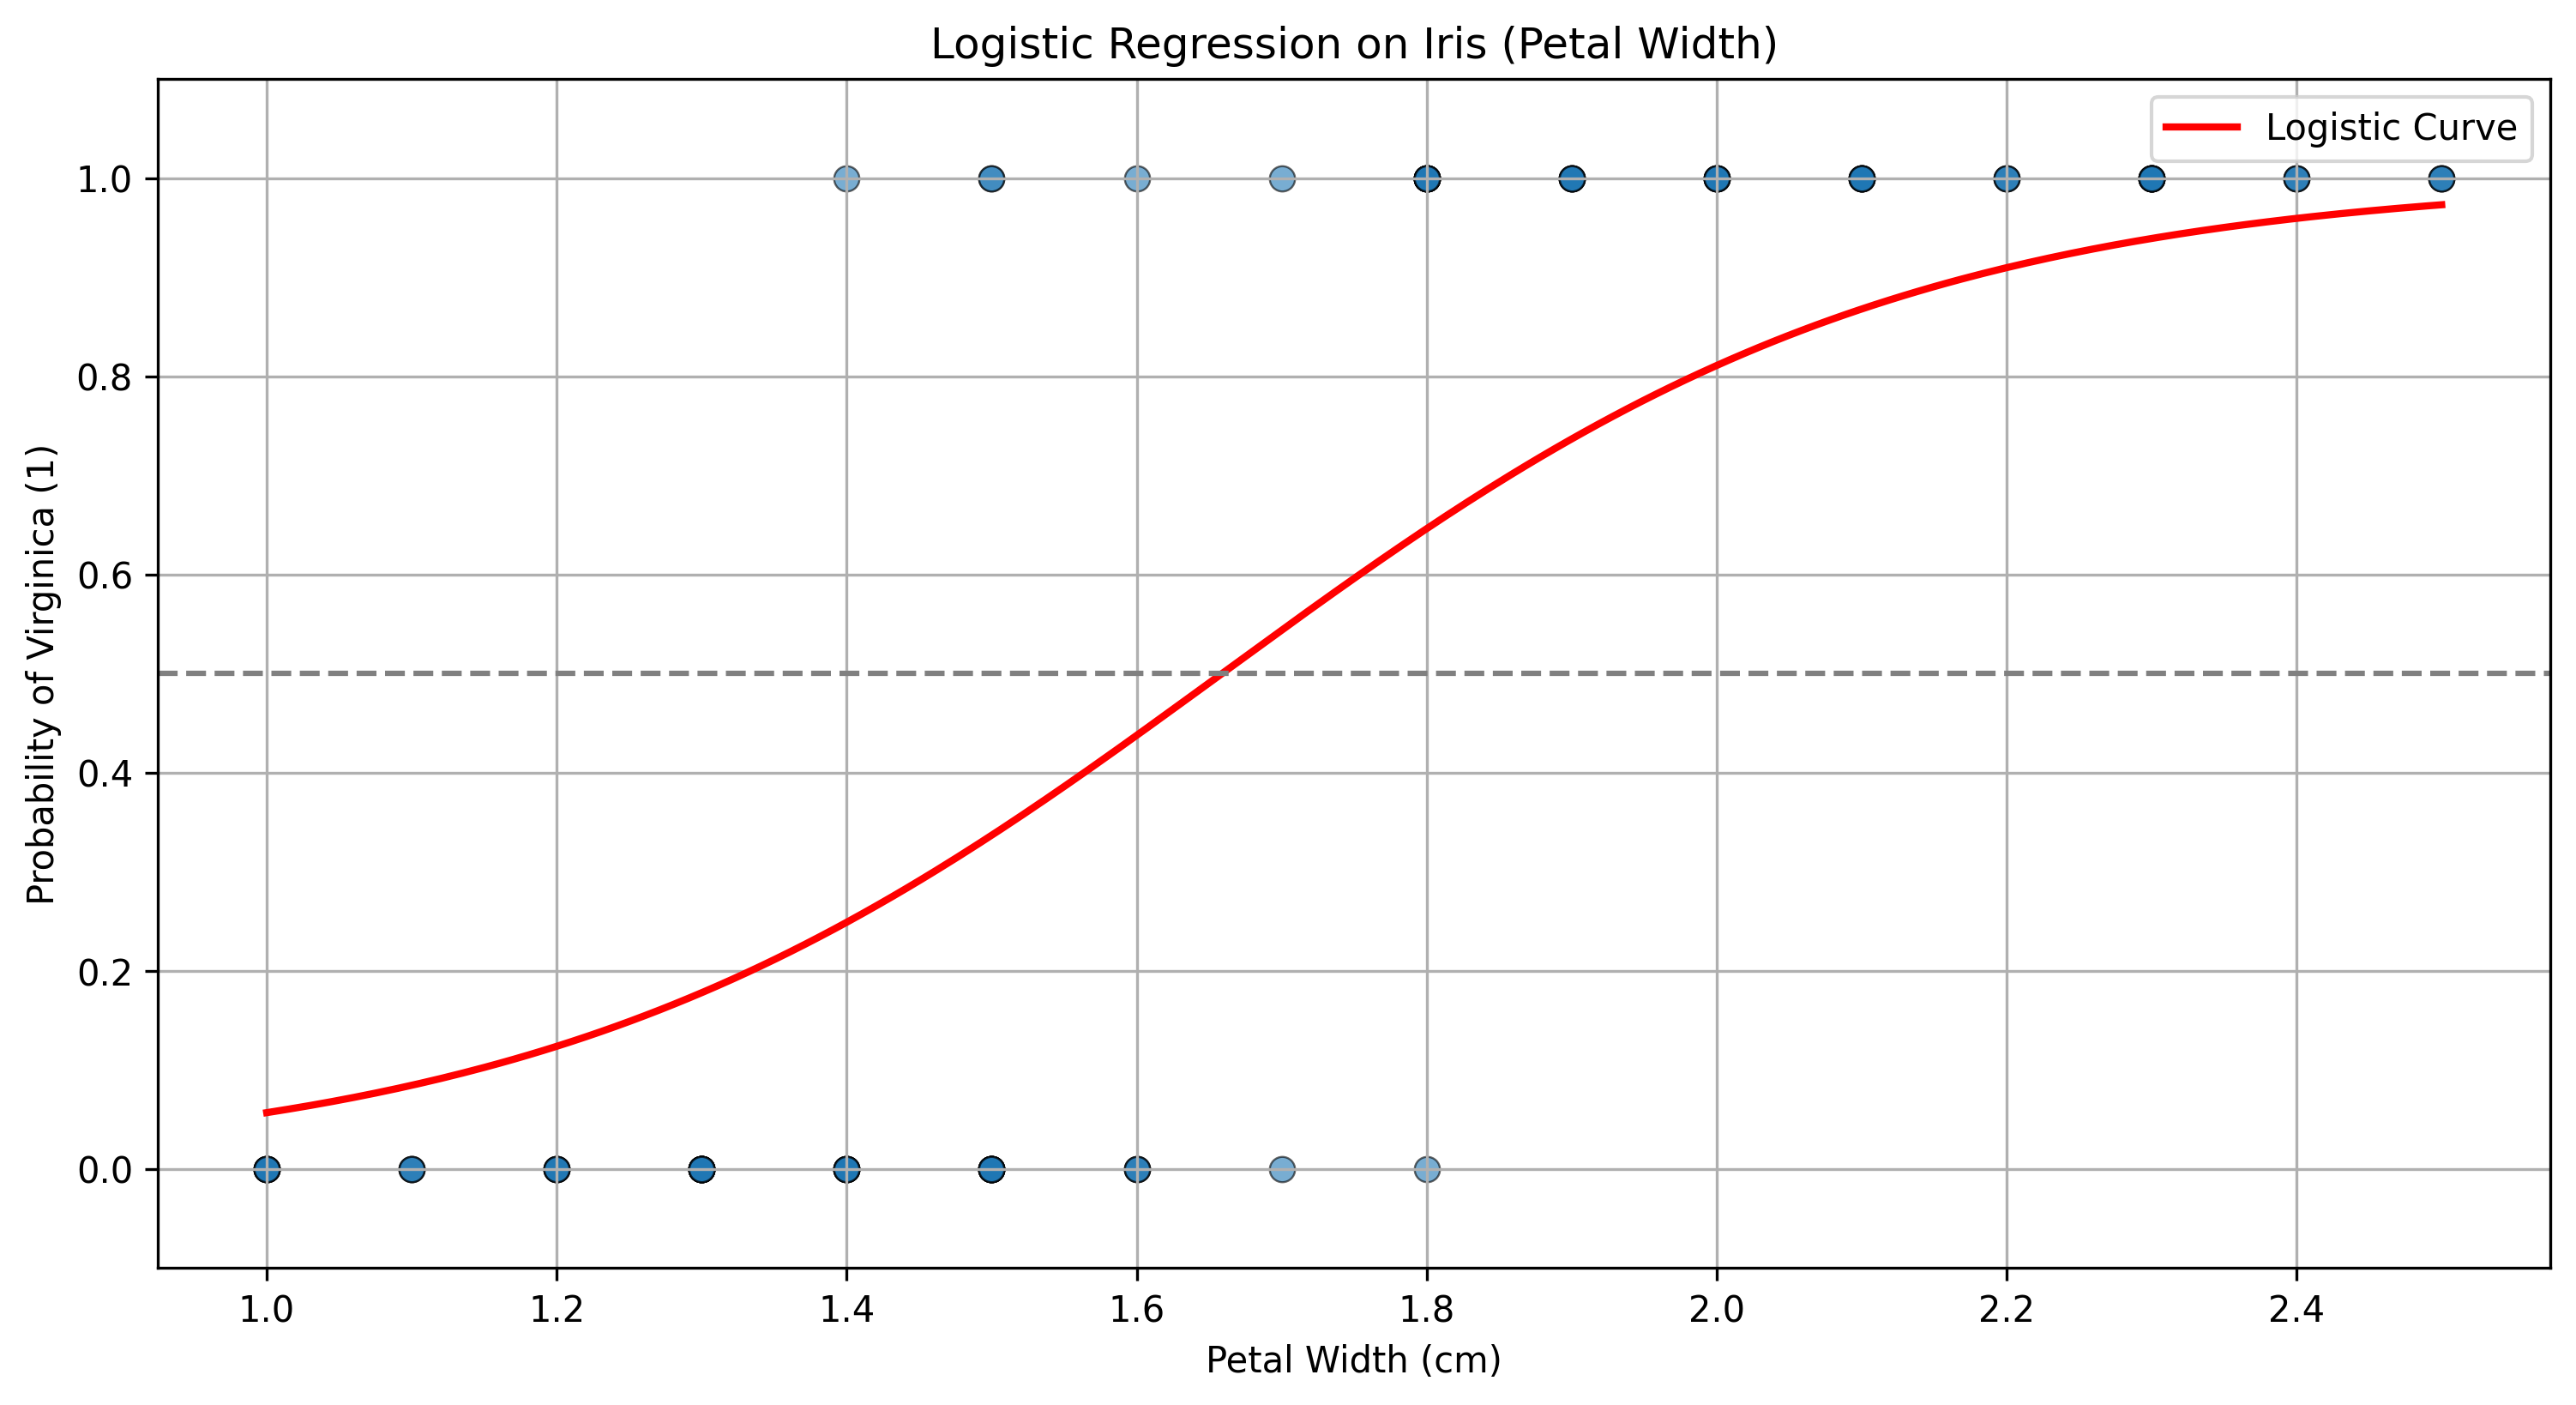 Logistic Regression on Iris (Petal Width)
Logistic Curve
Probability of Virginica (1)
1.0
0.8
0.6
0.4
0.2
0.0
1.0 1.2 1.4 1.6 1.8 2.0 2.2 2.4
Petal Width (cm)